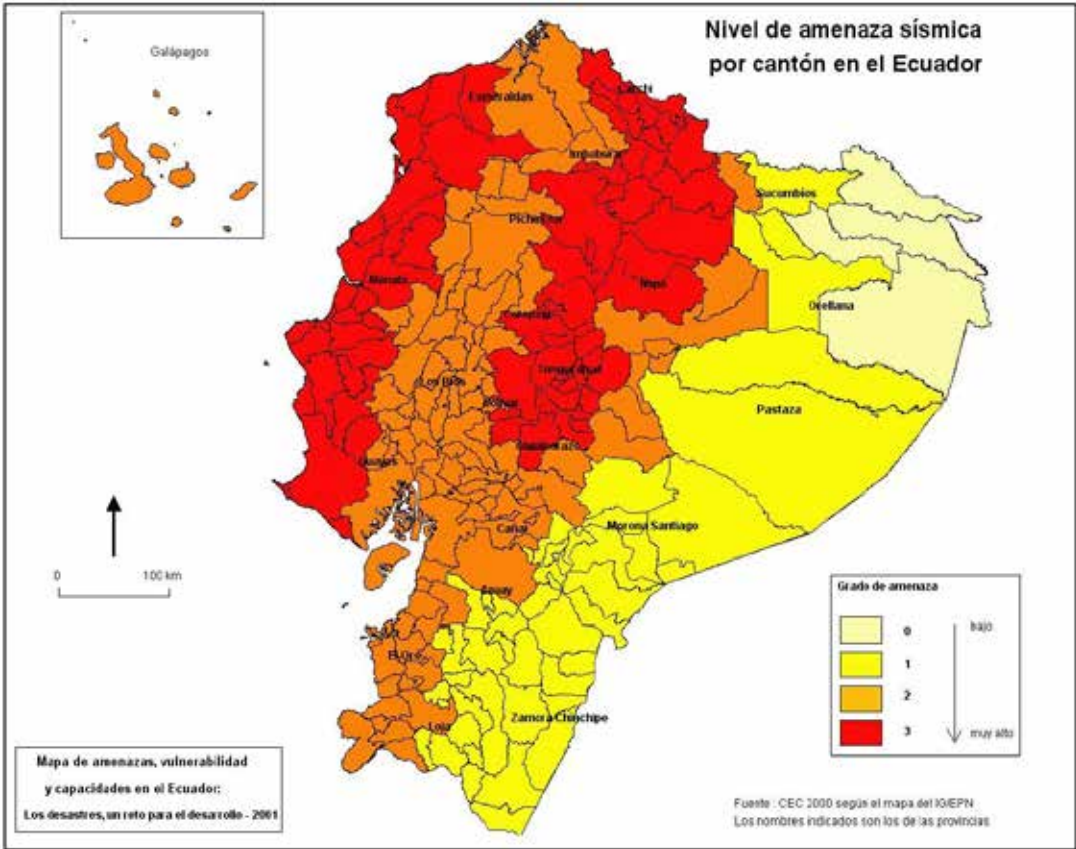 Nivel de amenaza sísmica
por cantón en el Ecuador
Galápagos
Esmeraldas
Carchi
Imbabura
Sucumbios
Pichincha
Manabi
Napo
Orellana
Cotopaxi
Tungurahua
Los Rios
Bolívar
Pastaza
Chimborazo
Guayas
Cañar
Morona Santiago
Azuay
El Oro
Loja
Zamora Chinchipe
0 100 km
Grado de amenaza
0 bajo
1
2
3 muy alto
Mapa de amenazas, vulnerabilidad
y capacidades en el Ecuador:
Los desastres, un reto para el desarrollo - 2001
Fuente : CEC 2000 según el mapa del IG/EPN
Los nombres indicados son los de las provincias